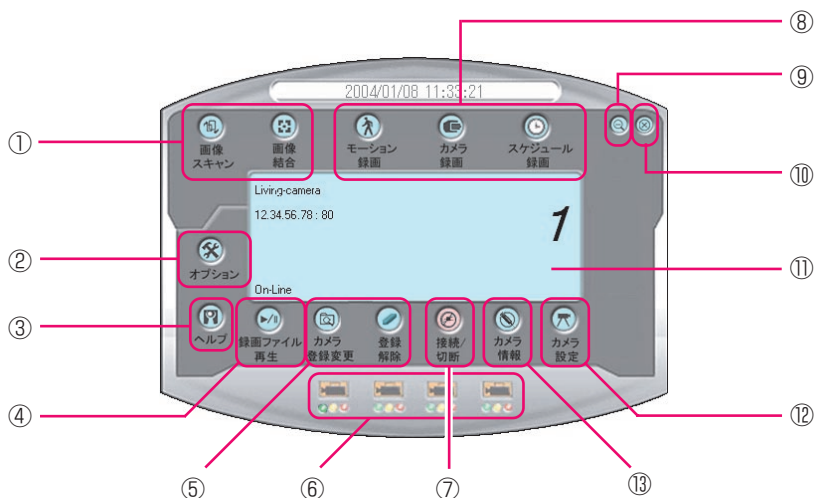 ⑧
2004/01/08 11:33:21
⑨
①
画像
スキャン
画像
結合
モーション
録画
カメラ
録画
スケジュール
録画
⑩
Living-camera
12.34.56.78 : 80
1
②
オプション
⑪
On-Line
③
ヘルプ
録画ファイル
再生
カメラ
登録変更
登録
解除
接続/
切断
カメラ
情報
カメラ
設定
④
⑫
⑤
⑥
⑦
⑬